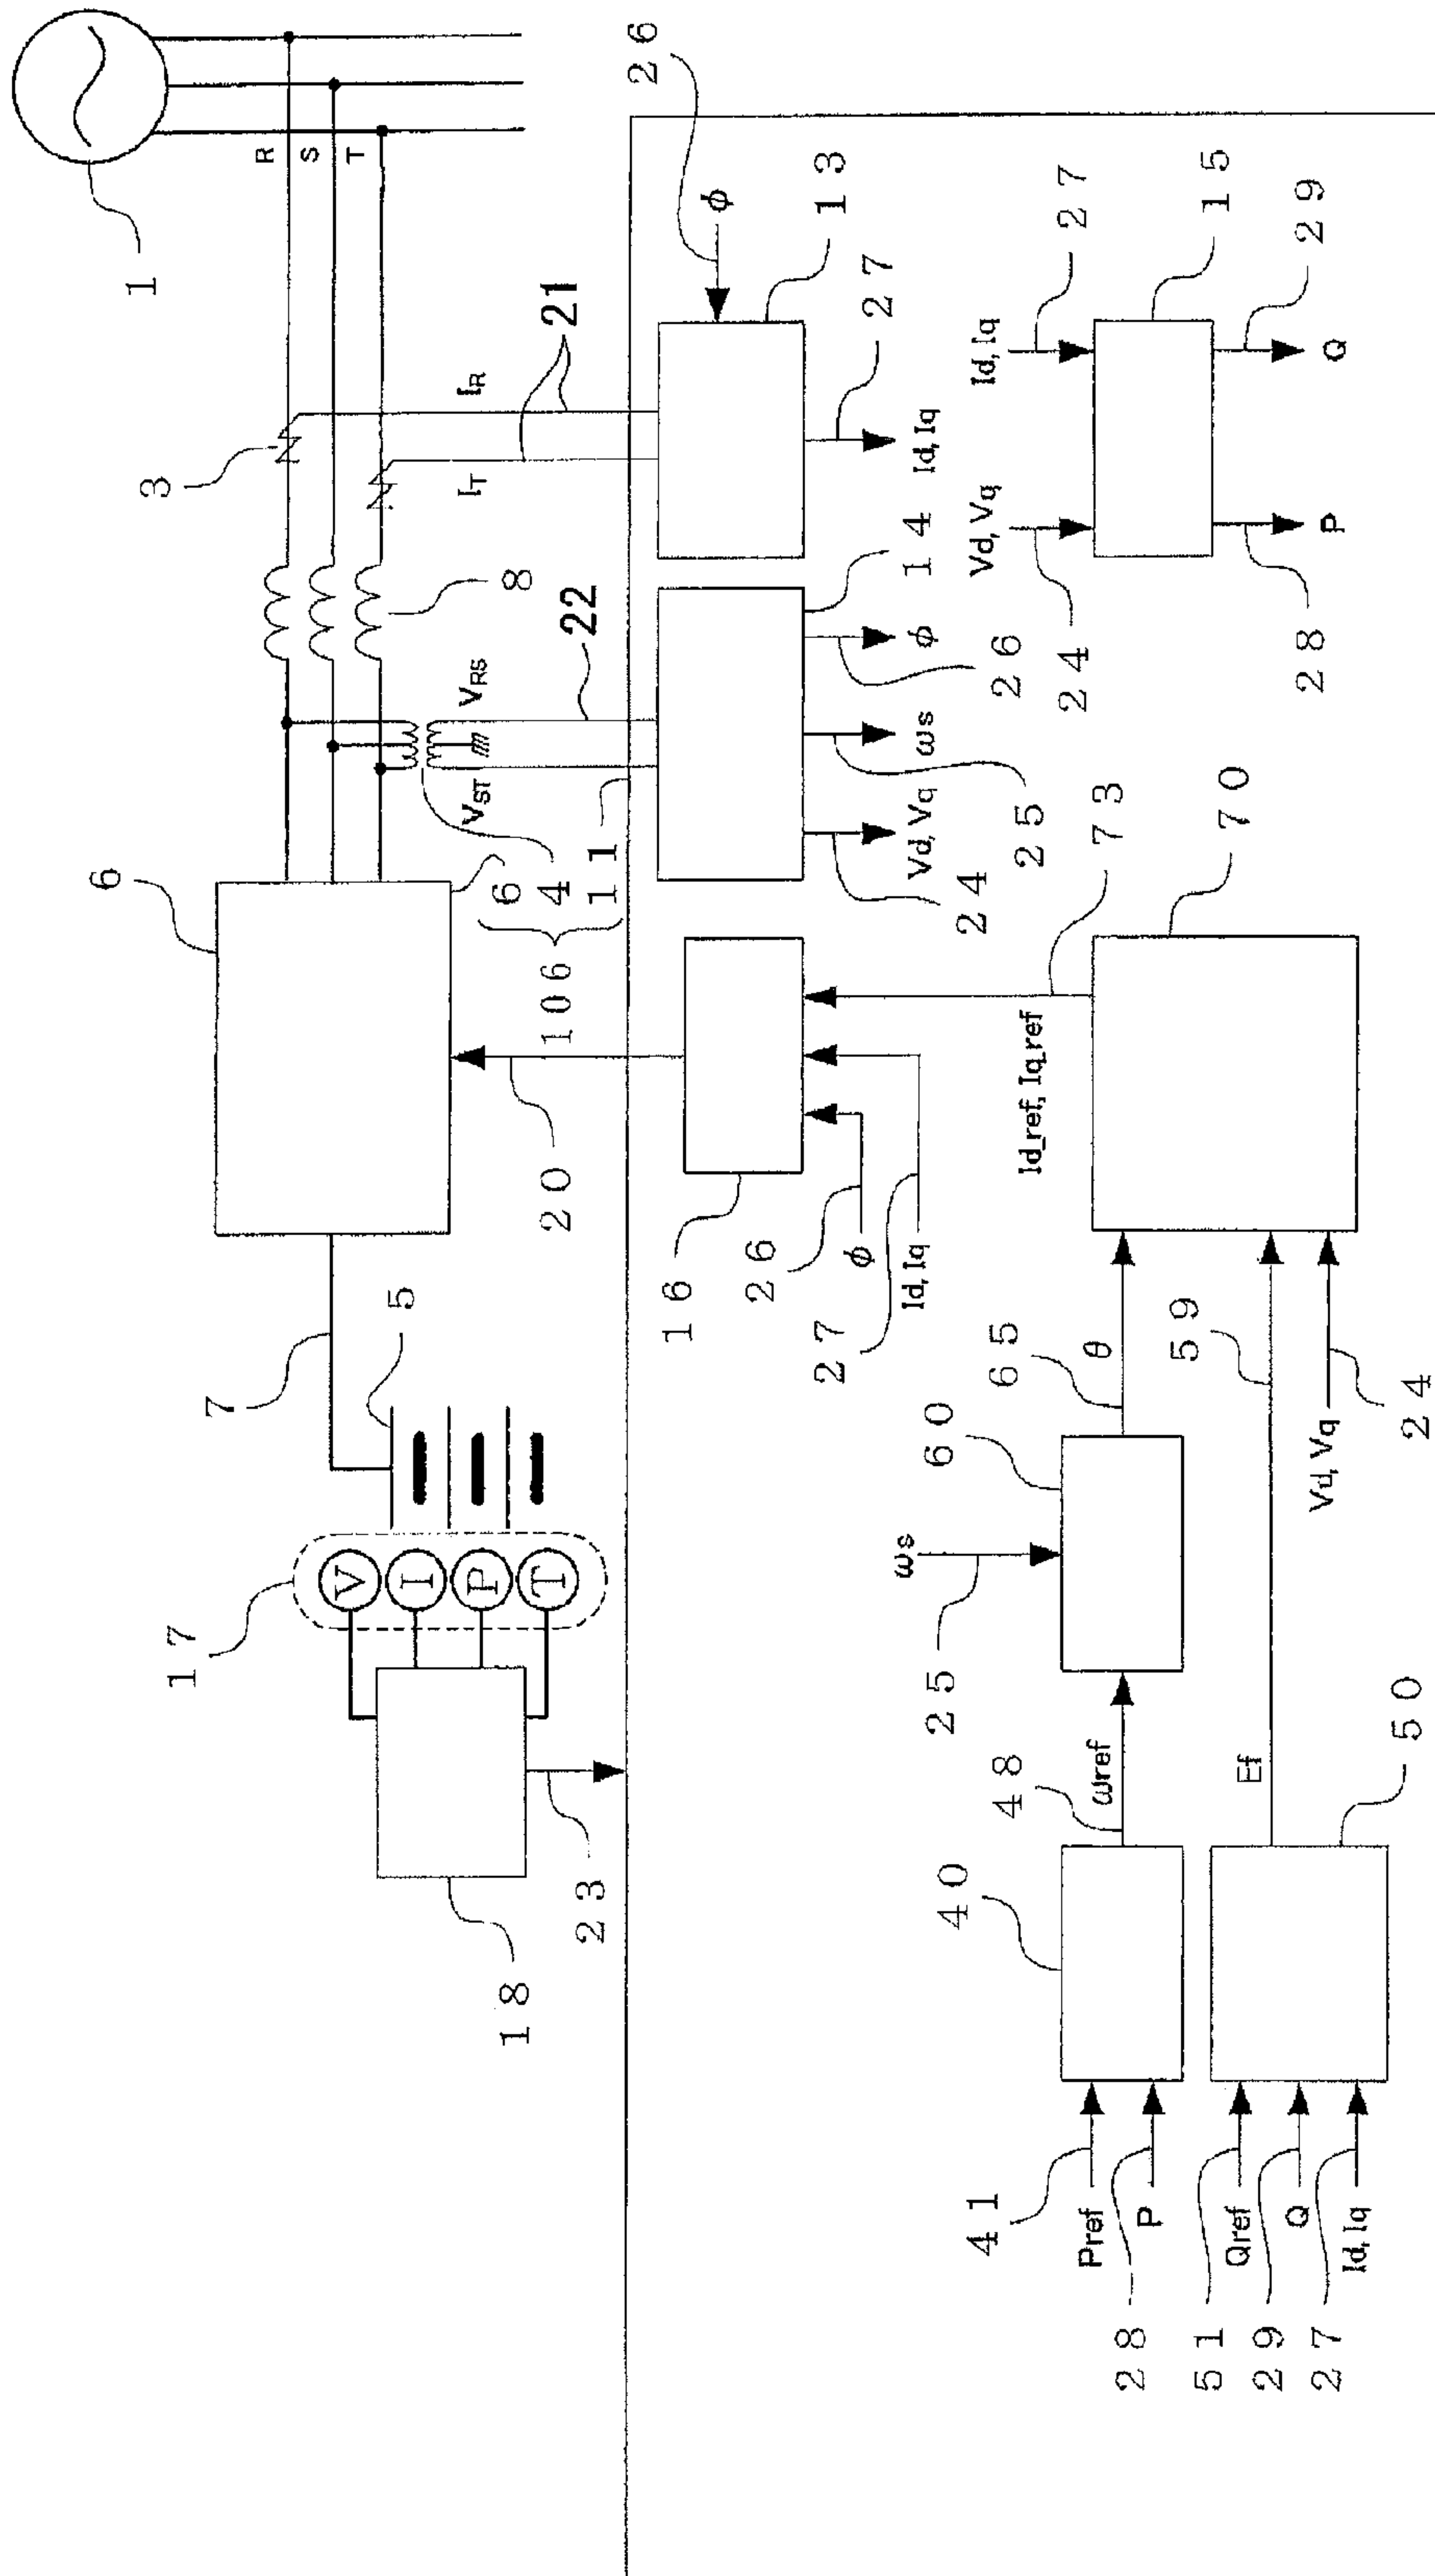 1
R
S
T
3
I_R
I_T
21
8
22
V_RS
V_ST
6
6
4
11
106
20
7
5
17
V
I
P
T
18
23
26
φ
13
27
Id, Iq
14
φ
26
ωs
25
Vd, Vq
24
Id, Iq
27
Vd, Vq
24
15
29
Q
28
P
16
26
φ
27
Id, Iq
73
Id_ref, Iq_ref
70
θ
65
59
24
Vd, Vq
60
ωs
25
ωref
48
40
Ef
50
41
Pref
28
P
51
Qref
29
Q
27
Id, Iq